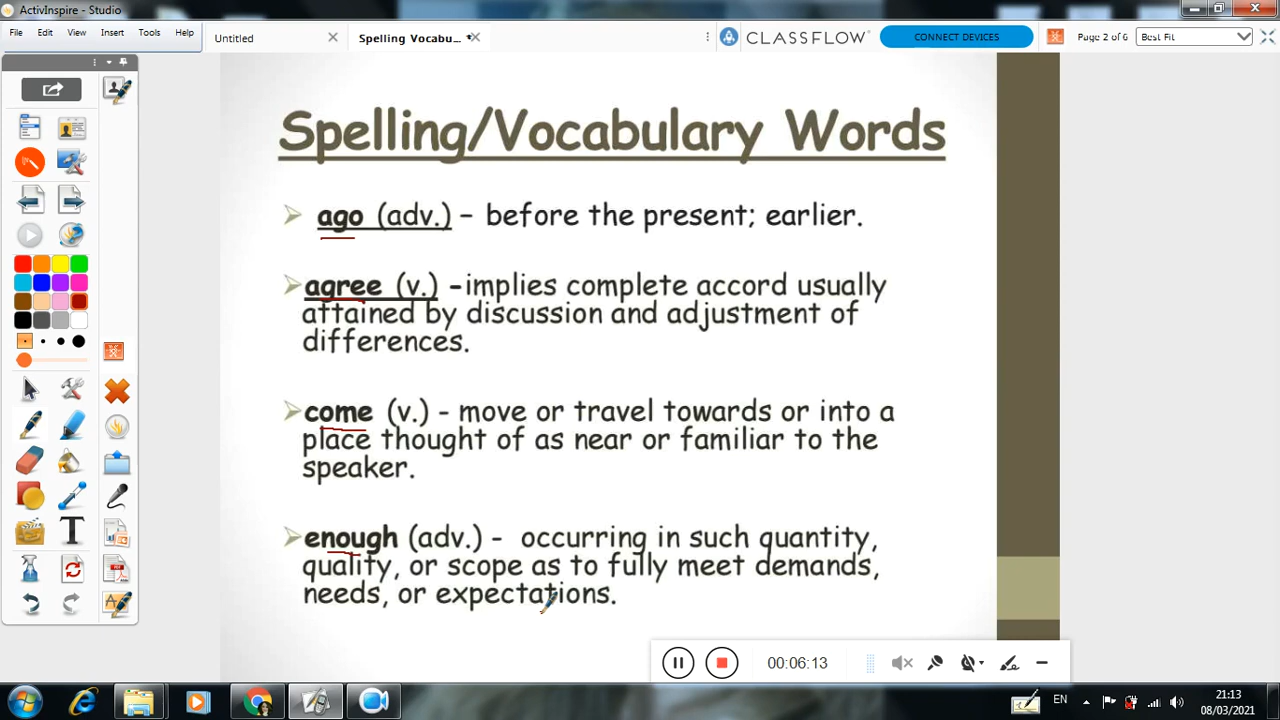 ActivInspire - Studio
File Edit View Insert Tools Help
Untitled
Spelling Vocabu...
CLASSFLOW
CONNECT DEVICES
Page 2 of 6
Best Fit
Spelling/Vocabulary Words
ago (adv.) – before the present; earlier.
agree (v.) –implies complete accord usually
attained by discussion and adjustment of
differences.
come (v.) - move or travel towards or into a
place thought of as near or familiar to the
speaker.
enough (adv.) - occurring in such quantity,
quality, or scope as to fully meet demands,
needs, or expectations.
00:06:13
EN
21:13
08/03/2021